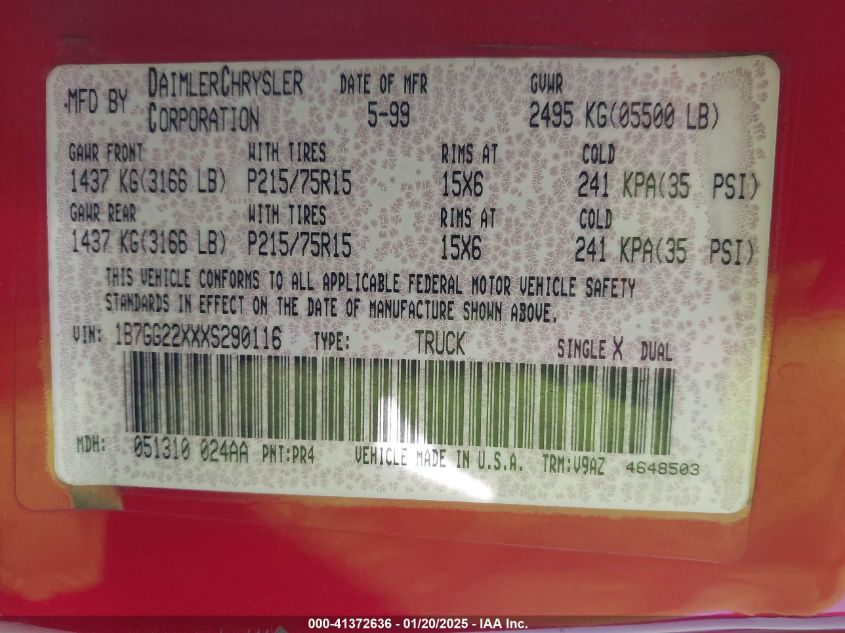 MFD BY DAIMLERCHRYSLER CORPORATION DATE OF MFR 5-99 GVWR 2495 KG(05500 LB)
GAWR FRONT WITH TIRES RIMS AT COLD
1437 KG(3166 LB) P215/75R15 15X6 241 KPA(35 PSI)
GAWR REAR WITH TIRES RIMS AT COLD
1437 KG(3166 LB) P215/75R15 15X6 241 KPA(35 PSI)
THIS VEHICLE CONFORMS TO ALL APPLICABLE FEDERAL MOTOR VEHICLE SAFETY
STANDARDS IN EFFECT ON THE DATE OF MANUFACTURE SHOWN ABOVE.
VIN: 1B7GG22XXXS290116 TYPE: TRUCK SINGLE X DUAL
MDH: 051310 024AA PNT:PR4 VEHICLE MADE IN U.S.A. TRM:V9AZ 4648503
000-41372636 - 01/20/2025 - IAA Inc.